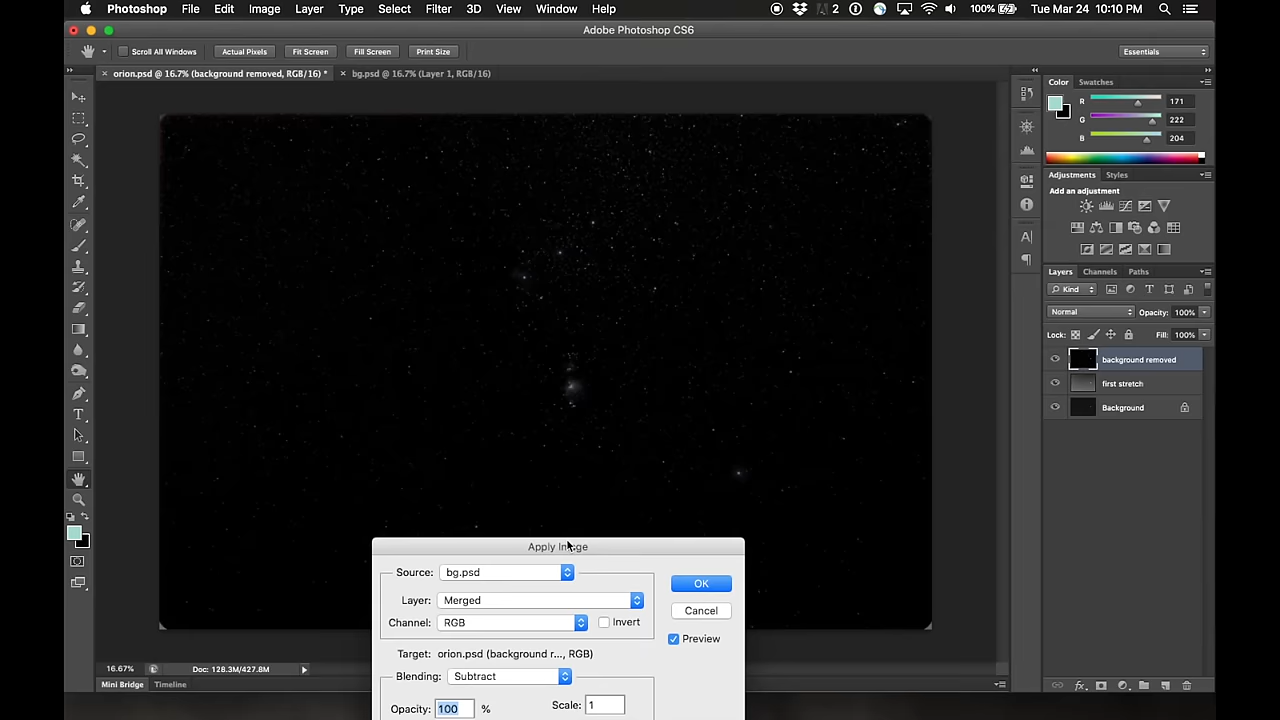 Photoshop File Edit Image Layer Type Select Filter 3D View Window Help 2 100% Tue Mar 24 10:10 PM
Adobe Photoshop CS6
Scroll All Windows Actual Pixels Fit Screen Fill Screen Print Size Essentials
× orion.psd @ 16.7% (background removed, RGB/16) * × bg.psd @ 16.7% (Layer 1, RGB/16)
Color Swatches
R 171
G 222
B 204
Adjustments Styles
Add an adjustment
Layers Channels Paths
Kind
Normal Opacity: 100%
Lock: Fill: 100%
background removed
first stretch
Background
Apply Image
Source: bg.psd
OK
Layer: Merged
Cancel
Channel: RGB Invert
Preview
Target: orion.psd (background r..., RGB)
Blending: Subtract
Opacity: 100 % Scale: 1
16.67% Doc: 128.3M/427.8M
Mini Bridge Timeline